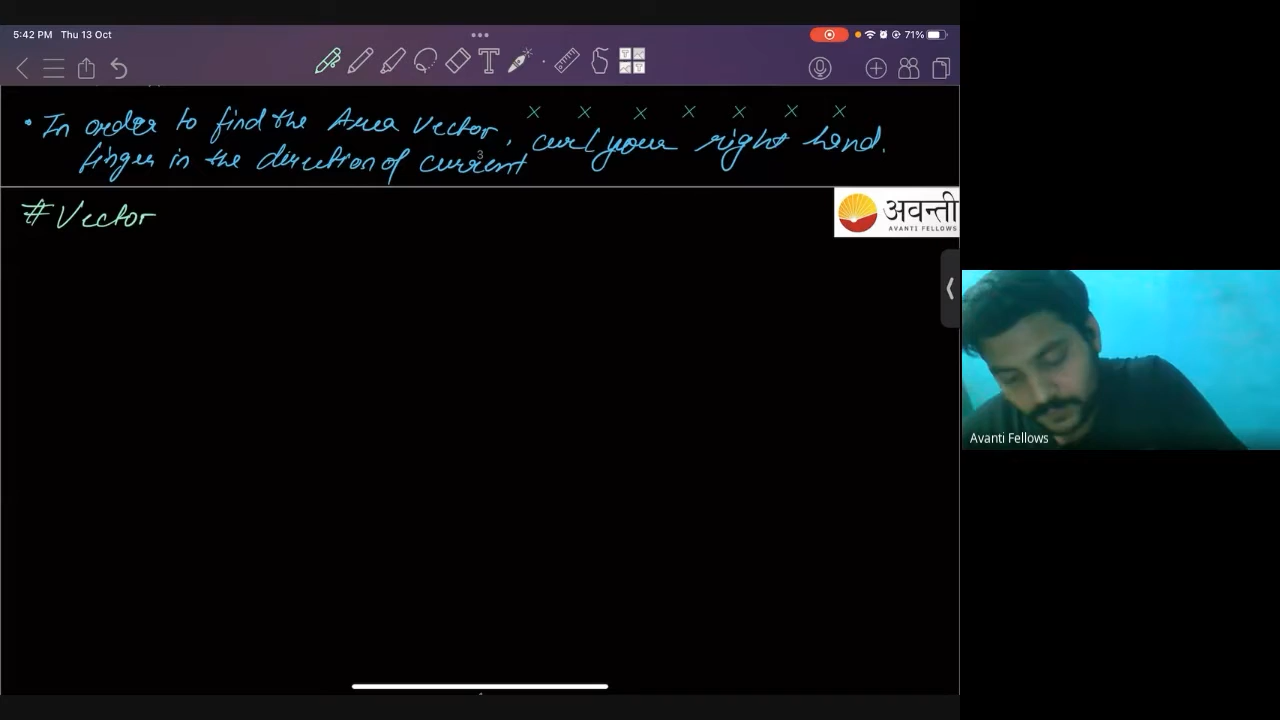 5:42 PM Thu 13 Oct
71%
T
× × × × × × ×
• In order to find the Area Vector, curl your right hand.
finger in the direction of current
3
# Vector
अवन्ती
AVANTI FELLOWS
Avanti Fellows